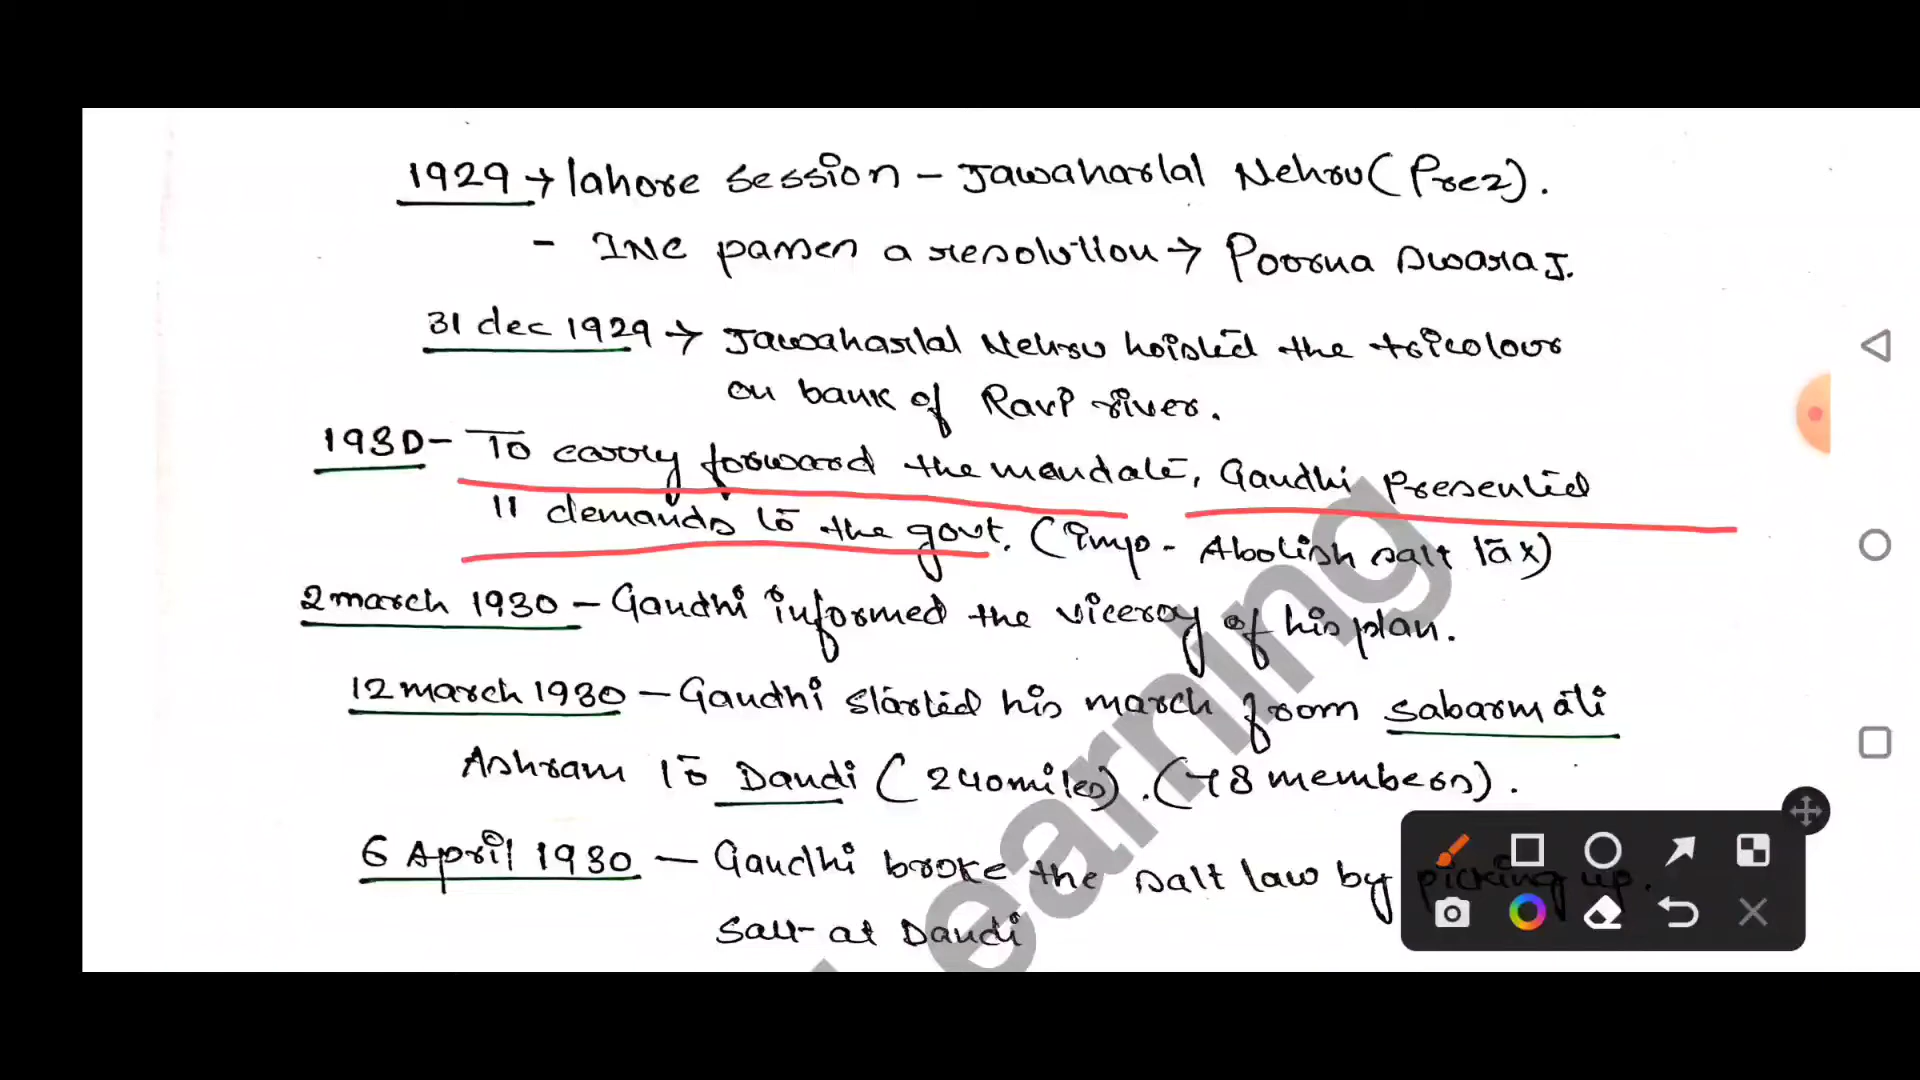 1929 → lahore session - Jawaharlal Nehru (Prez).
- INC passes a resolution → Poorna swaraj.
31 dec 1929 → Jawaharlal Nehru hoisted the tricolour
on bank of Ravi river.
1930 - To carry forward the mandate, Gandhi Presented
11 demands to the govt. (imp - Abolish salt tax)
2 march 1930 - Gandhi informed the viceroy of his plan.
12 march 1930 - Gandhi started his march from sabarmati
Ashram to Dandi (240 miles). (78 members).
6 April 1930 - Gandhi broke the salt law by picking up.
Salt at Dandi
Learning